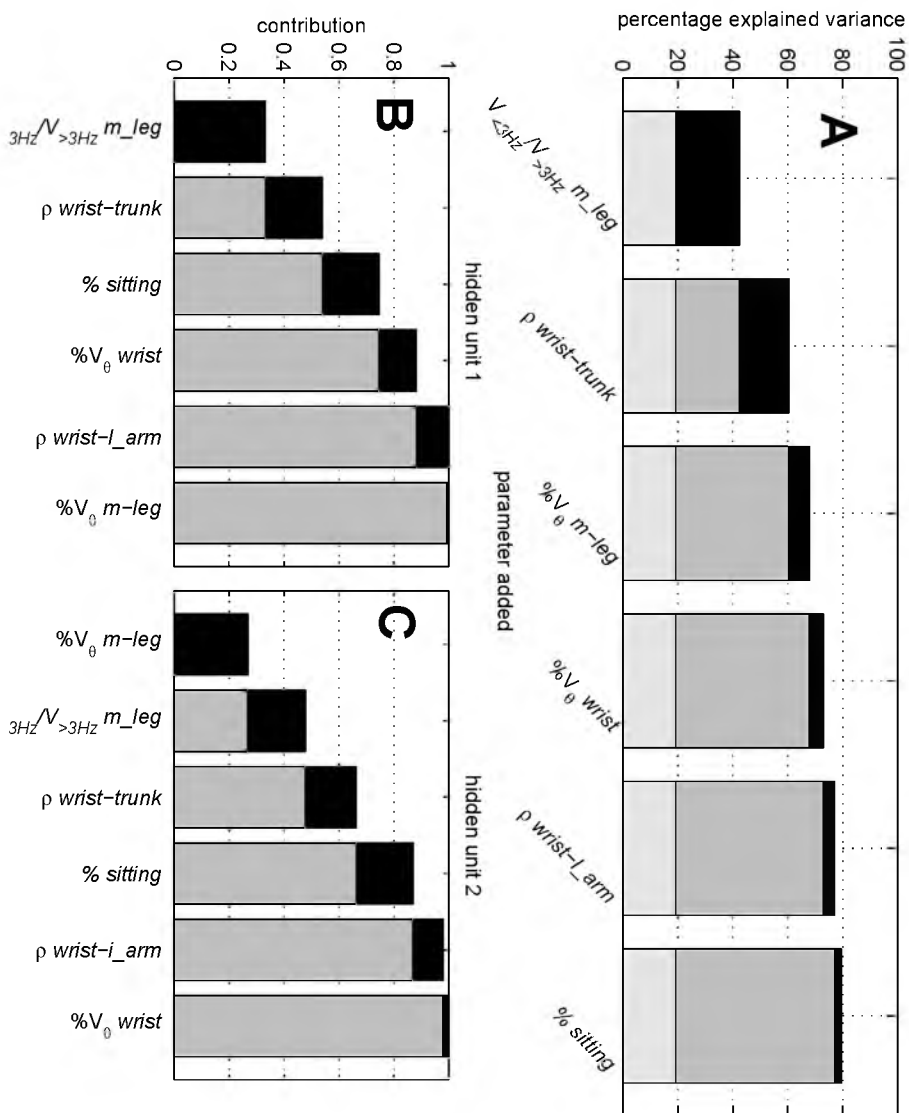 A
percentage explained variance
0
20
40
60
80
100
V <3Hz/V >3Hz m_leg
ρ wrist−trunk
%Vθ m−leg
%Vθ wrist
ρ wrist−l_arm
% sitting
parameter added
B
hidden unit 1
contribution
0
0.2
0.4
0.6
0.8
1
3Hz/V>3Hz m_leg
ρ wrist−trunk
% sitting
%Vθ wrist
ρ wrist−l_arm
%Vθ m−leg
C
hidden unit 2
%Vθ m−leg
3Hz/V>3Hz m_leg
ρ wrist−trunk
% sitting
ρ wrist−i_arm
%Vθ wrist